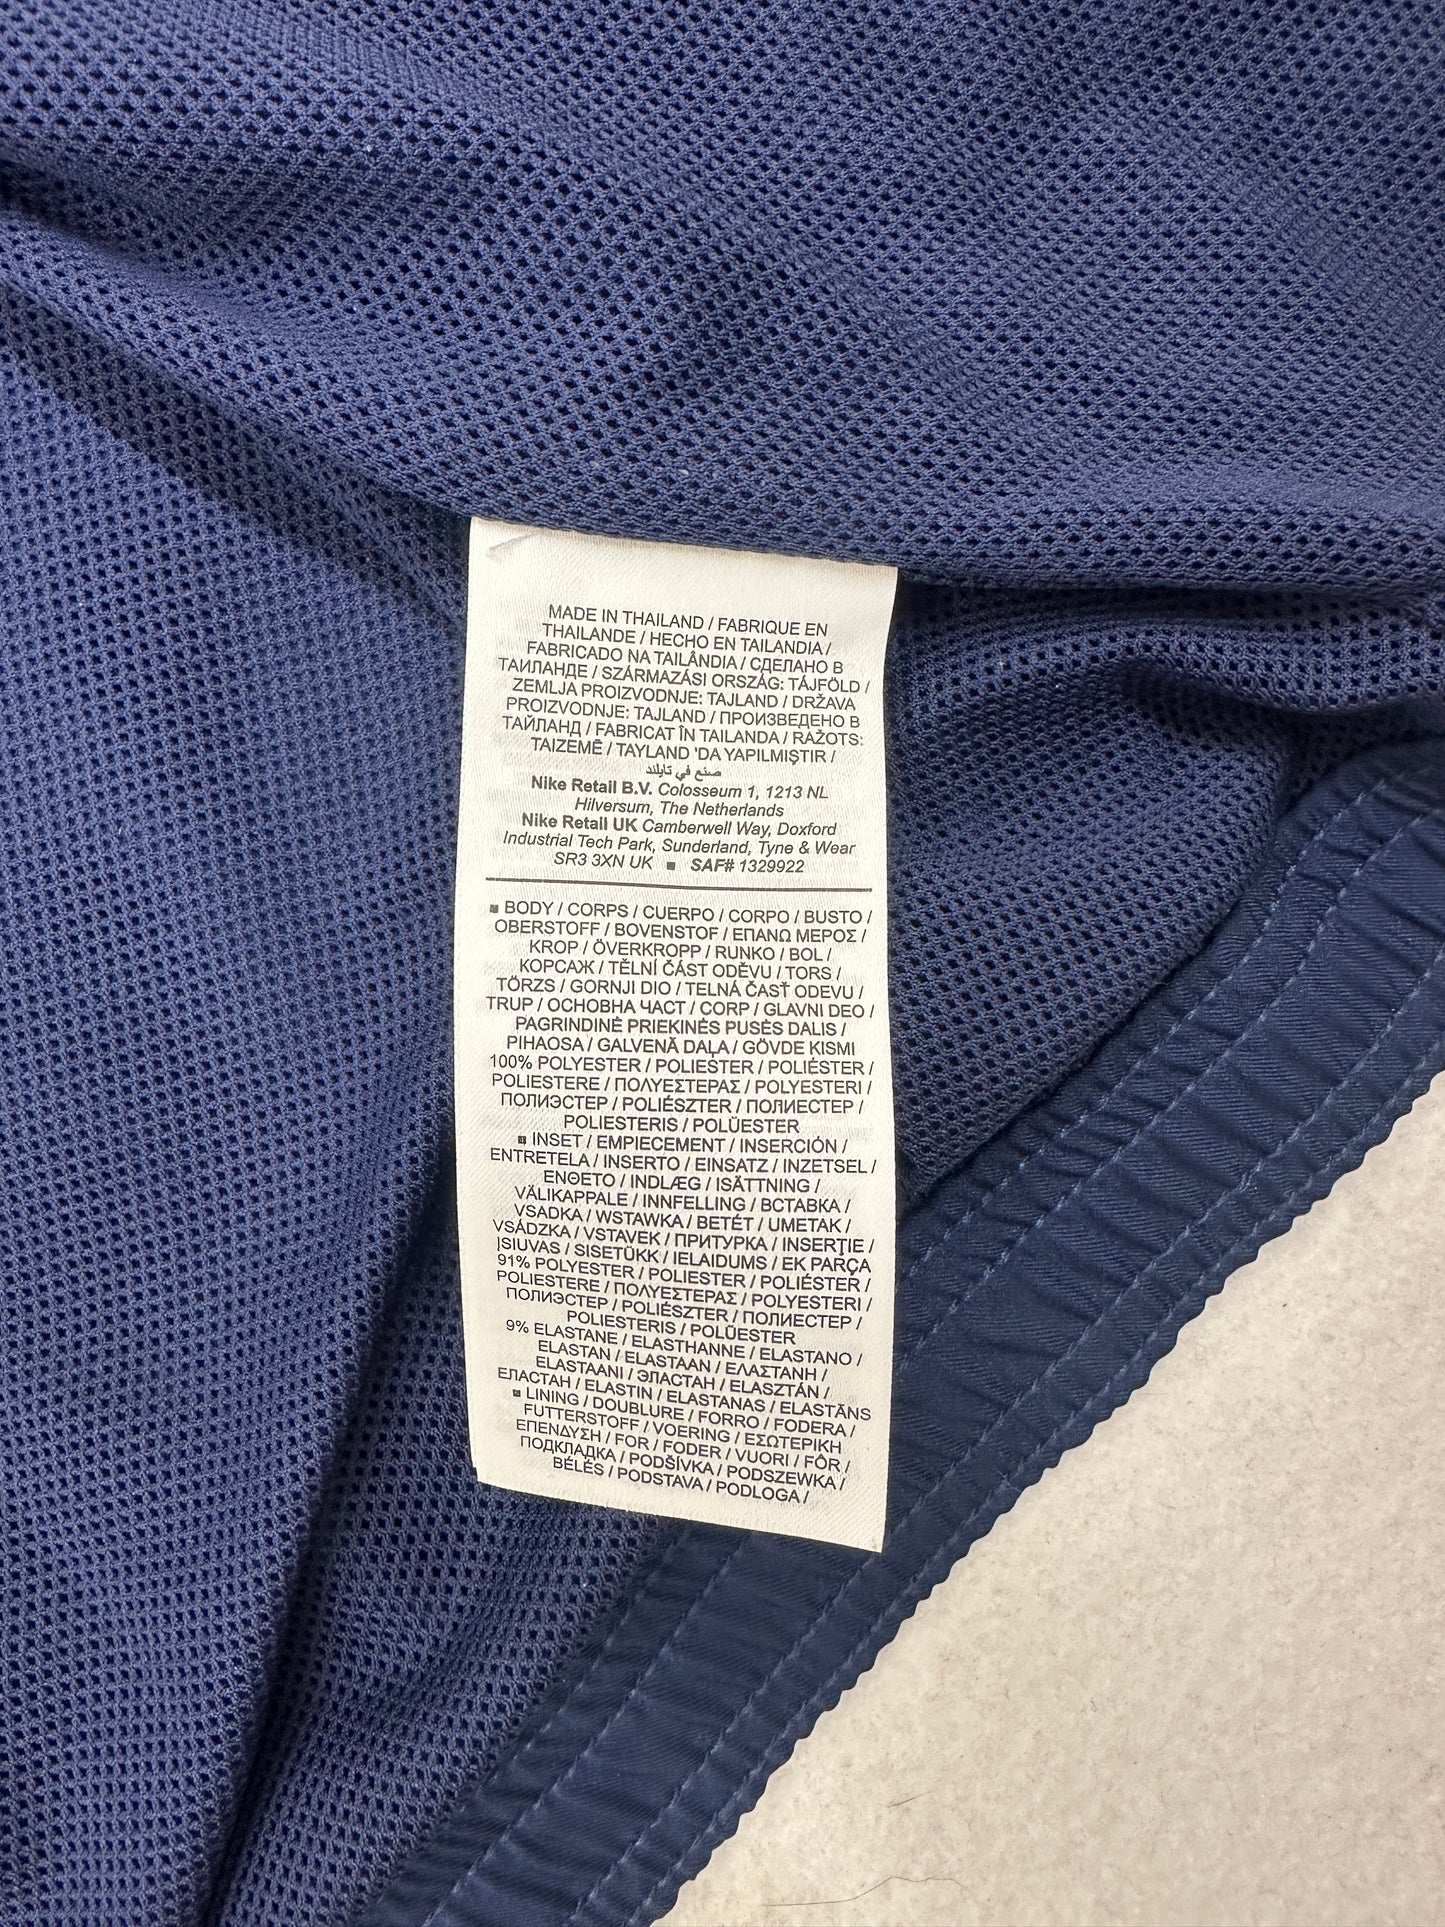 MADE IN THAILAND / FABRIQUE EN
THAILANDE / HECHO EN TAILANDIA /
FABRICADO NA TAILÂNDIA / СДЕЛАНО В
ТАИЛАНДЕ / SZÁRMAZÁSI ORSZÁG: TÁJFÖLD /
ZEMLJA PROIZVODNJE: TAJLAND / DRŽAVA
PROIZVODNJE: TAJLAND / ПРОИЗВЕДЕНО В
ТАЙЛАНД / FABRICAT ÎN TAILANDA / RAŽOTS:
TAIZEMĒ / TAYLAND 'DA YAPILMIŞTIR /
صنع في تايلند
Nike Retail B.V. Colosseum 1, 1213 NL
Hilversum, The Netherlands
Nike Retail UK Camberwell Way, Doxford
Industrial Tech Park, Sunderland, Tyne & Wear
SR3 3XN UK ■ SAF# 1329922
BODY / CORPS / CUERPO / CORPO / BUSTO /
OBERSTOFF / BOVENSTOF / ΕΠΑΝΩ ΜΕΡΟΣ /
KROP / ÖVERKROPP / RUNKO / BOL /
КОРСАЖ / TĚLNÍ ČÁST ODĚVU / TORS /
TÖRZS / GORNJI DIO / TELNÁ ČASŤ ODEVU /
TRUP / ОСНОВНА ЧАСТ / CORP / GLAVNI DEO /
PAGRINDINĖ PRIEKINĖS PUSĖS DALIS /
PIHAOSA / GALVENĀ DAĻA / GÖVDE KISMI
100% POLYESTER / POLIESTER / POLIÉSTER /
POLIESTERE / ΠΟΛΥΕΣΤΕΡΑΣ / POLYESTERI /
ПОЛИЭСТЕР / POLIÉSZTER / ПОЛИЕСТЕР /
POLIESTERIS / POLÜESTER
INSET / EMPIECEMENT / INSERCIÓN /
ENTRETELA / INSERTO / EINSATZ / INZETSEL /
ΕΝΘΕΤΟ / INDLÆG / ISÄTTNING /
VÄLIKAPPALE / INNFELLING / ВСТАВКА /
VSADKA / WSTAWKA / BETÉT / UMETAK /
VSÁDZKA / VSTAVEK / ПРИТУРКА / INSERŢIE /
ĮSIUVAS / SISETÜKK / IELAIDUMS / EK PARÇA
91% POLYESTER / POLIESTER / POLIÉSTER /
POLIESTERE / ΠΟΛΥΕΣΤΕΡΑΣ / POLYESTERI /
ПОЛИЭСТЕР / POLIÉSZTER / ПОЛИЕСТЕР /
POLIESTERIS / POLÜESTER
9% ELASTANE / ELASTHANNE / ELASTANO /
ELASTAN / ELASTAAN / ΕΛΑΣΤΑΝΗ /
ELASTAANI / ЭЛАСТАН / ELASZTÁN /
ЕЛАСТАН / ELASTIN / ELASTANAS / ELASTĀNS
LINING / DOUBLURE / FORRO / FODERA /
FUTTERSTOFF / VOERING / ΕΣΩΤΕΡΙΚΗ
ΕΠΕΝΔΥΣΗ / FOR / FODER / VUORI / FÔR /
ПОДКЛАДКА / PODŠÍVKA / PODSZEWKA /
BÉLÉS / PODSTAVA / PODLOGA /